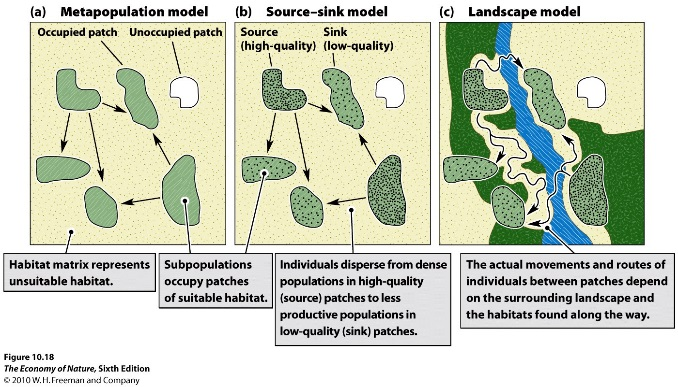 (a) Metapopulation model
Occupied patch
Unoccupied patch
Habitat matrix represents
unsuitable habitat.
Subpopulations
occupy patches
of suitable habitat.
(b) Source–sink model
Source
(high-quality)
Sink
(low-quality)
Individuals disperse from dense
populations in high-quality
(source) patches to less
productive populations in
low-quality (sink) patches.
(c) Landscape model
The actual movements and routes of
individuals between patches depend
on the surrounding landscape and
the habitats found along the way.
Figure 10.18
The Economy of Nature, Sixth Edition
© 2010 W. H. Freeman and Company